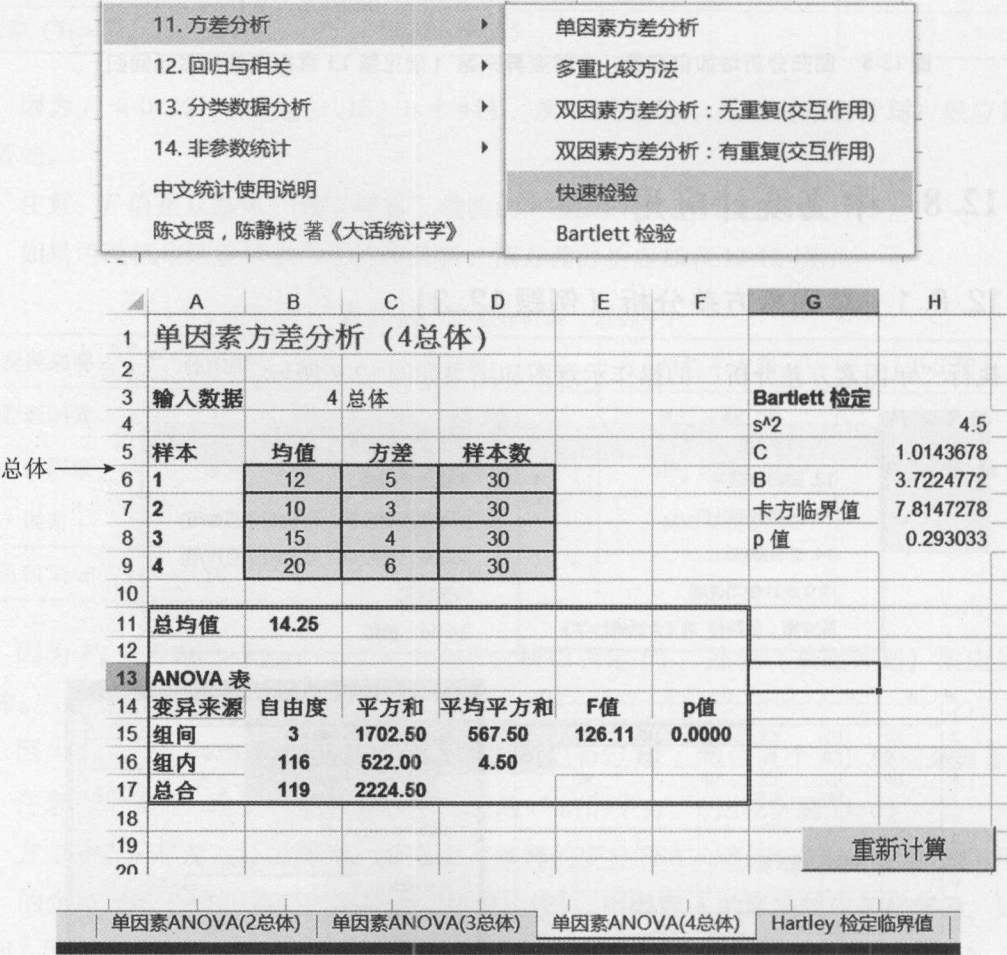 11. 方差分析
12. 回归与相关
13. 分类数据分析
14. 非参数统计
中文统计使用说明
陈文贤，陈静枝 著《大话统计学》
单因素方差分析
多重比较方法
双因素方差分析：无重复(交互作用)
双因素方差分析：有重复(交互作用)
快速检验
Bartlett 检验
A B C D E F G H
1 单因素方差分析（4总体）
2
3 输入数据 4 总体 Bartlett 检定
4 s^2 4.5
5 样本 均值 方差 样本数 C 1.0143678
总体
6 1 12 5 30 B 3.7224772
7 2 10 3 30 卡方临界值 7.8147278
8 3 15 4 30 p 值 0.293033
9 4 20 6 30
10
11 总均值 14.25
12
13 ANOVA 表
14 变异来源 自由度 平方和 平均平方和 F值 p值
15 组间 3 1702.50 567.50 126.11 0.0000
16 组内 116 522.00 4.50
17 总合 119 2224.50
18
19
20
重新计算
单因素ANOVA(2总体) 单因素ANOVA(3总体) 单因素ANOVA(4总体) Hartley 检定临界值